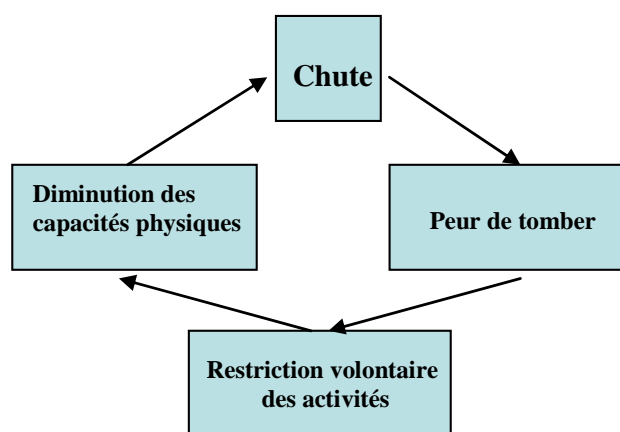 Chute
Diminution des
capacités physiques
Peur de tomber
Restriction volontaire
des activités